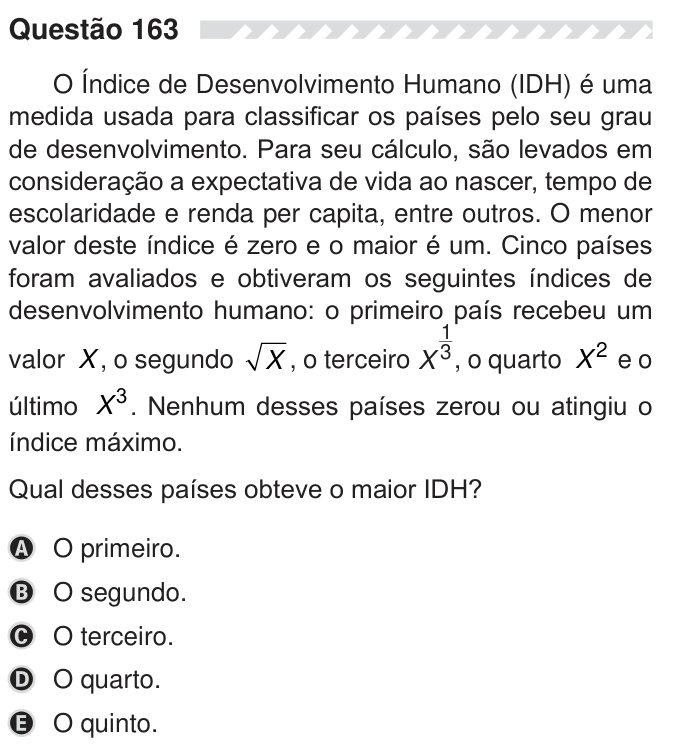 Questão 163
O Índice de Desenvolvimento Humano (IDH) é uma
medida usada para classificar os países pelo seu grau
de desenvolvimento. Para seu cálculo, são levados em
consideração a expectativa de vida ao nascer, tempo de
escolaridade e renda per capita, entre outros. O menor
valor deste índice é zero e o maior é um. Cinco países
foram avaliados e obtiveram os seguintes índices de
desenvolvimento humano: o primeiro país recebeu um
valor X, o segundo √X, o terceiro X^(1/3), o quarto X² e o
último X³. Nenhum desses países zerou ou atingiu o
índice máximo.
Qual desses países obteve o maior IDH?
A O primeiro.
B O segundo.
C O terceiro.
D O quarto.
E O quinto.